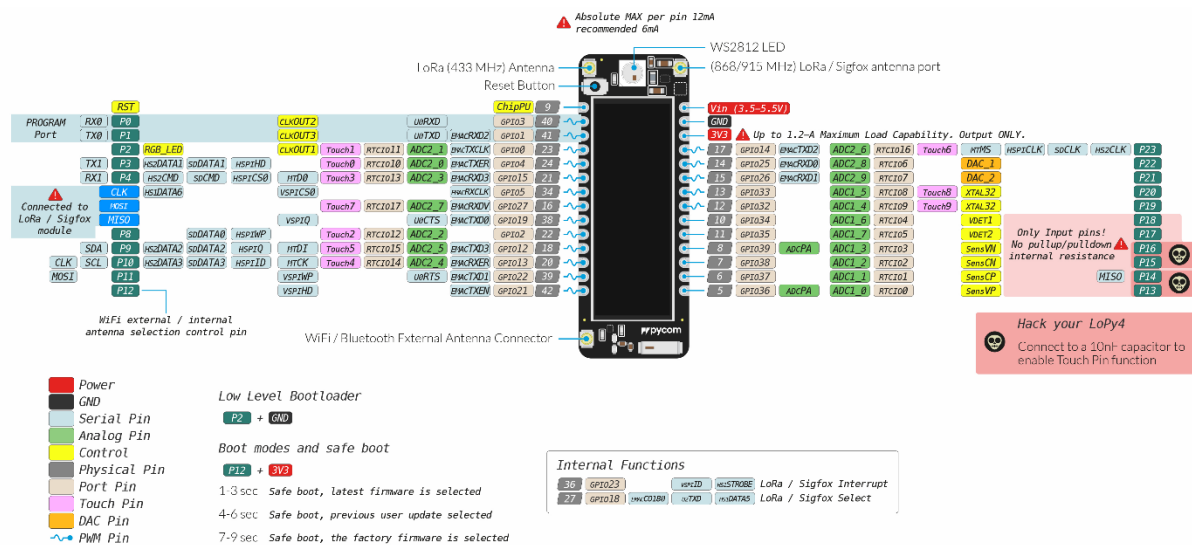 Absolute MAX per pin 12mA
recommended 6mA
WS2812 LED
LoRa (433 MHz) Antenna
(868/915 MHz) LoRa / Sigfox antenna port
Reset Button
RST ChipPU 9 Vin (3.5-5.5V)
PROGRAM Port
RX0 P0 CLKOUT2 U0RXD GPIO3 40 GND
TX0 P1 CLKOUT3 U0TXD EMACRXD2 GPIO1 41 3V3 Up to 1.2-A Maximum Load Capability. Output ONLY.
P2 RGB_LED CLKOUT1 Touch1 RTCIO11 ADC2_1 EMACTXCLK GPIO0 23 17 GPIO14 EMACTXD2 ADC2_6 RTCIO16 Touch6 MTMS HSPICLK SDCLK HS2CLK P23
TX1 P3 HS2DATA1 SDDATA1 HSPIHD Touch0 RTCIO10 ADC2_0 EMACTXER GPIO4 24 14 GPIO25 EMACRXD0 ADC2_8 RTCIO6 DAC_1 P22
RX1 P4 HS2CMD SDCMD HSPICS0 MTDO Touch3 RTCIO13 ADC2_3 EMACRXD3 GPIO15 21 15 GPIO26 EMACRXD1 ADC2_9 RTCIO7 DAC_2 P21
CLK HS1DATA6 VSPICS0 EMACRXCLK GPIO5 34 13 GPIO33 ADC1_5 RTCIO8 Touch8 XTAL32 P20
Connected to
LoRa / Sigfox
module
MOSI Touch7 RTCIO17 ADC2_7 EMACRXDV GPIO27 16 12 GPIO32 ADC1_4 RTCIO9 Touch9 XTAL32 P19
MISO VSPIQ U0CTS EMACTXD0 GPIO19 38 10 GPIO34 ADC1_6 RTCIO4 VDET1 P18
P8 SDDATA0 HSPIWP Touch2 RTCIO12 ADC2_2 GPIO2 22 11 GPIO35 ADC1_7 RTCIO5 VDET2 P17
SDA P9 HS2DATA2 SDDATA2 HSPIQ MTDI Touch5 RTCIO15 ADC2_5 EMACTXD3 GPIO12 18 8 GPIO39 ADCPA ADC1_3 RTCIO3 SensVN P16
CLK SCL P10 HS2DATA3 SDDATA3 HSPIID MTCK Touch4 RTCIO14 ADC2_4 EMACRXER GPIO13 20 7 GPIO38 ADC1_2 RTCIO2 SensCN P15
MOSI P11 VSPIWP U0RTS EMACTXD1 GPIO22 39 6 GPIO37 ADC1_1 RTCIO1 SensCP MISO P14
P12 VSPIHD EMACTXEN GPIO21 42 5 GPIO36 ADCPA ADC1_0 RTCIO0 SensVP P13
Only Input pins!
No pullup/pulldown
internal resistance
WiFi external / internal
antenna selection control pin
pycom
WiFi / Bluetooth External Antenna Connector
Hack your LoPy4
Connect to a 10nF capacitor to
enable Touch Pin function
Power
GND
Serial Pin
Analog Pin
Control
Physical Pin
Port Pin
Touch Pin
DAC Pin
PWM Pin
Low Level Bootloader
P2 + GND
Boot modes and safe boot
P12 + 3V3
1-3 sec Safe boot, latest firmware is selected
4-6 sec Safe boot, previous user update selected
7-9 sec Safe boot, the factory firmware is selected
Internal Functions
36 GPIO23 VSPIID HS1STROBE LoRa / Sigfox Interrupt
27 GPIO18 U2TXD HS1DATA5 LoRa / Sigfox Select